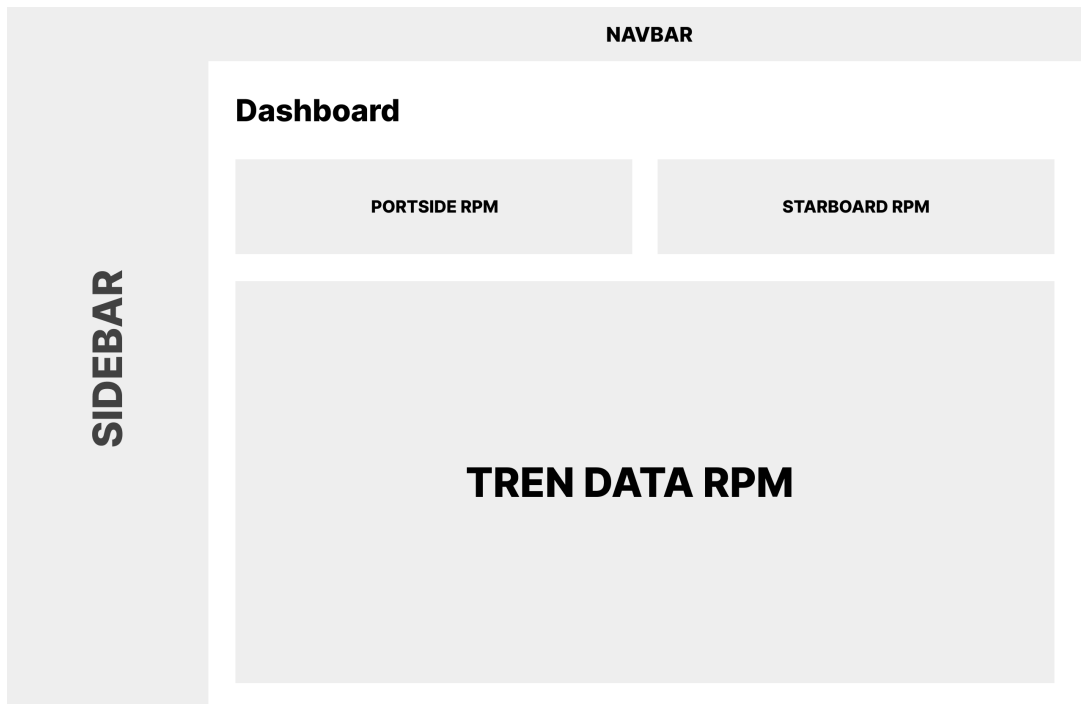 NAVBAR
SIDEBAR
Dashboard
PORTSIDE RPM
STARBOARD RPM
TREN DATA RPM